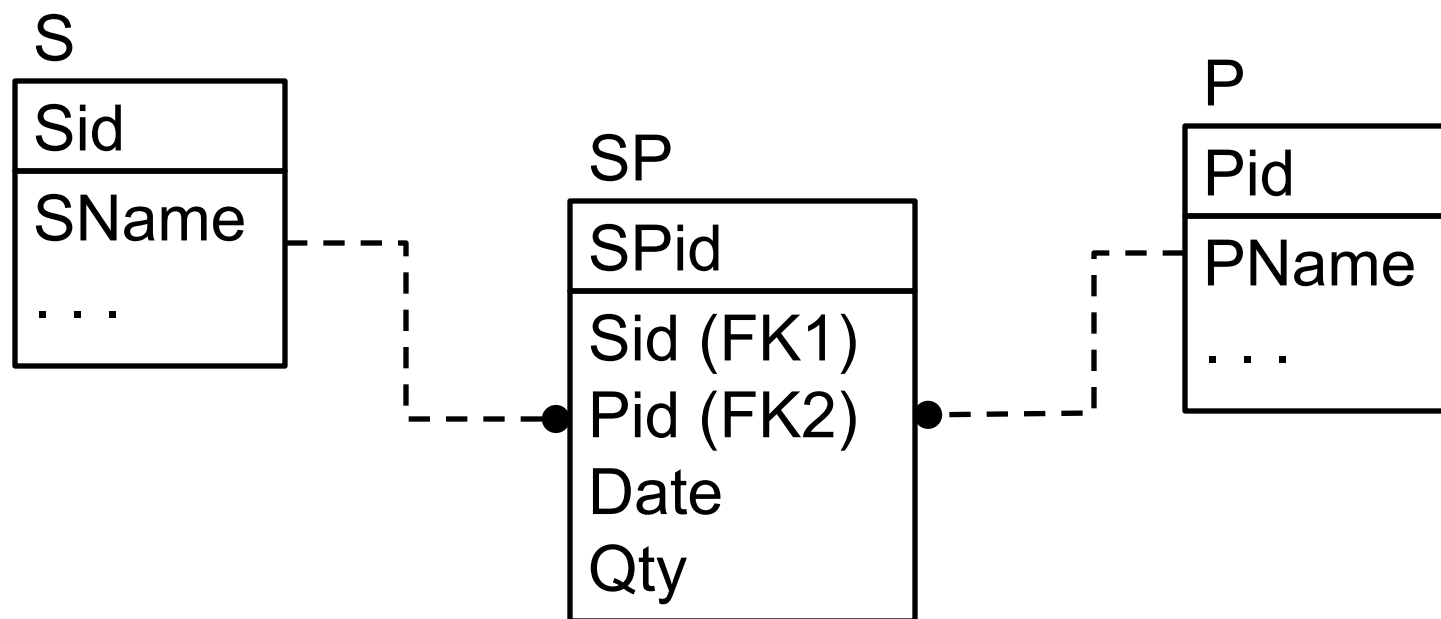 S
Sid
SName
. . .
SP
SPid
Sid (FK1)
Pid (FK2)
Date
Qty
P
Pid
PName
. . .